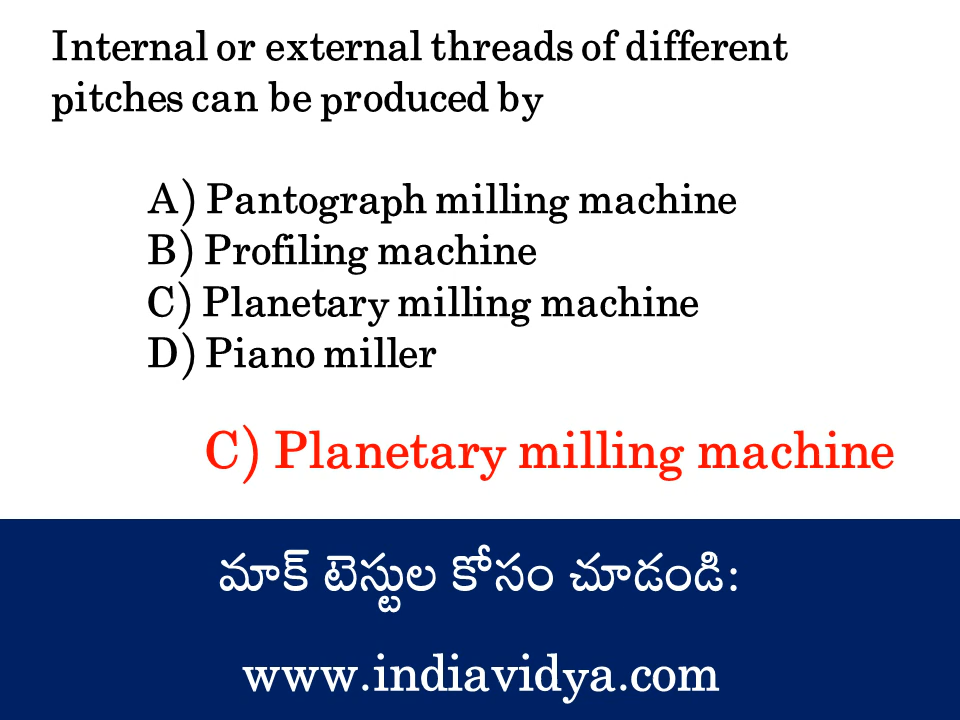 Internal or external threads of different
pitches can be produced by
A) Pantograph milling machine
B) Profiling machine
C) Planetary milling machine
D) Piano miller
C) Planetary milling machine
మాక్ టెస్టుల కోసం చూడండి:
www.indiavidya.com